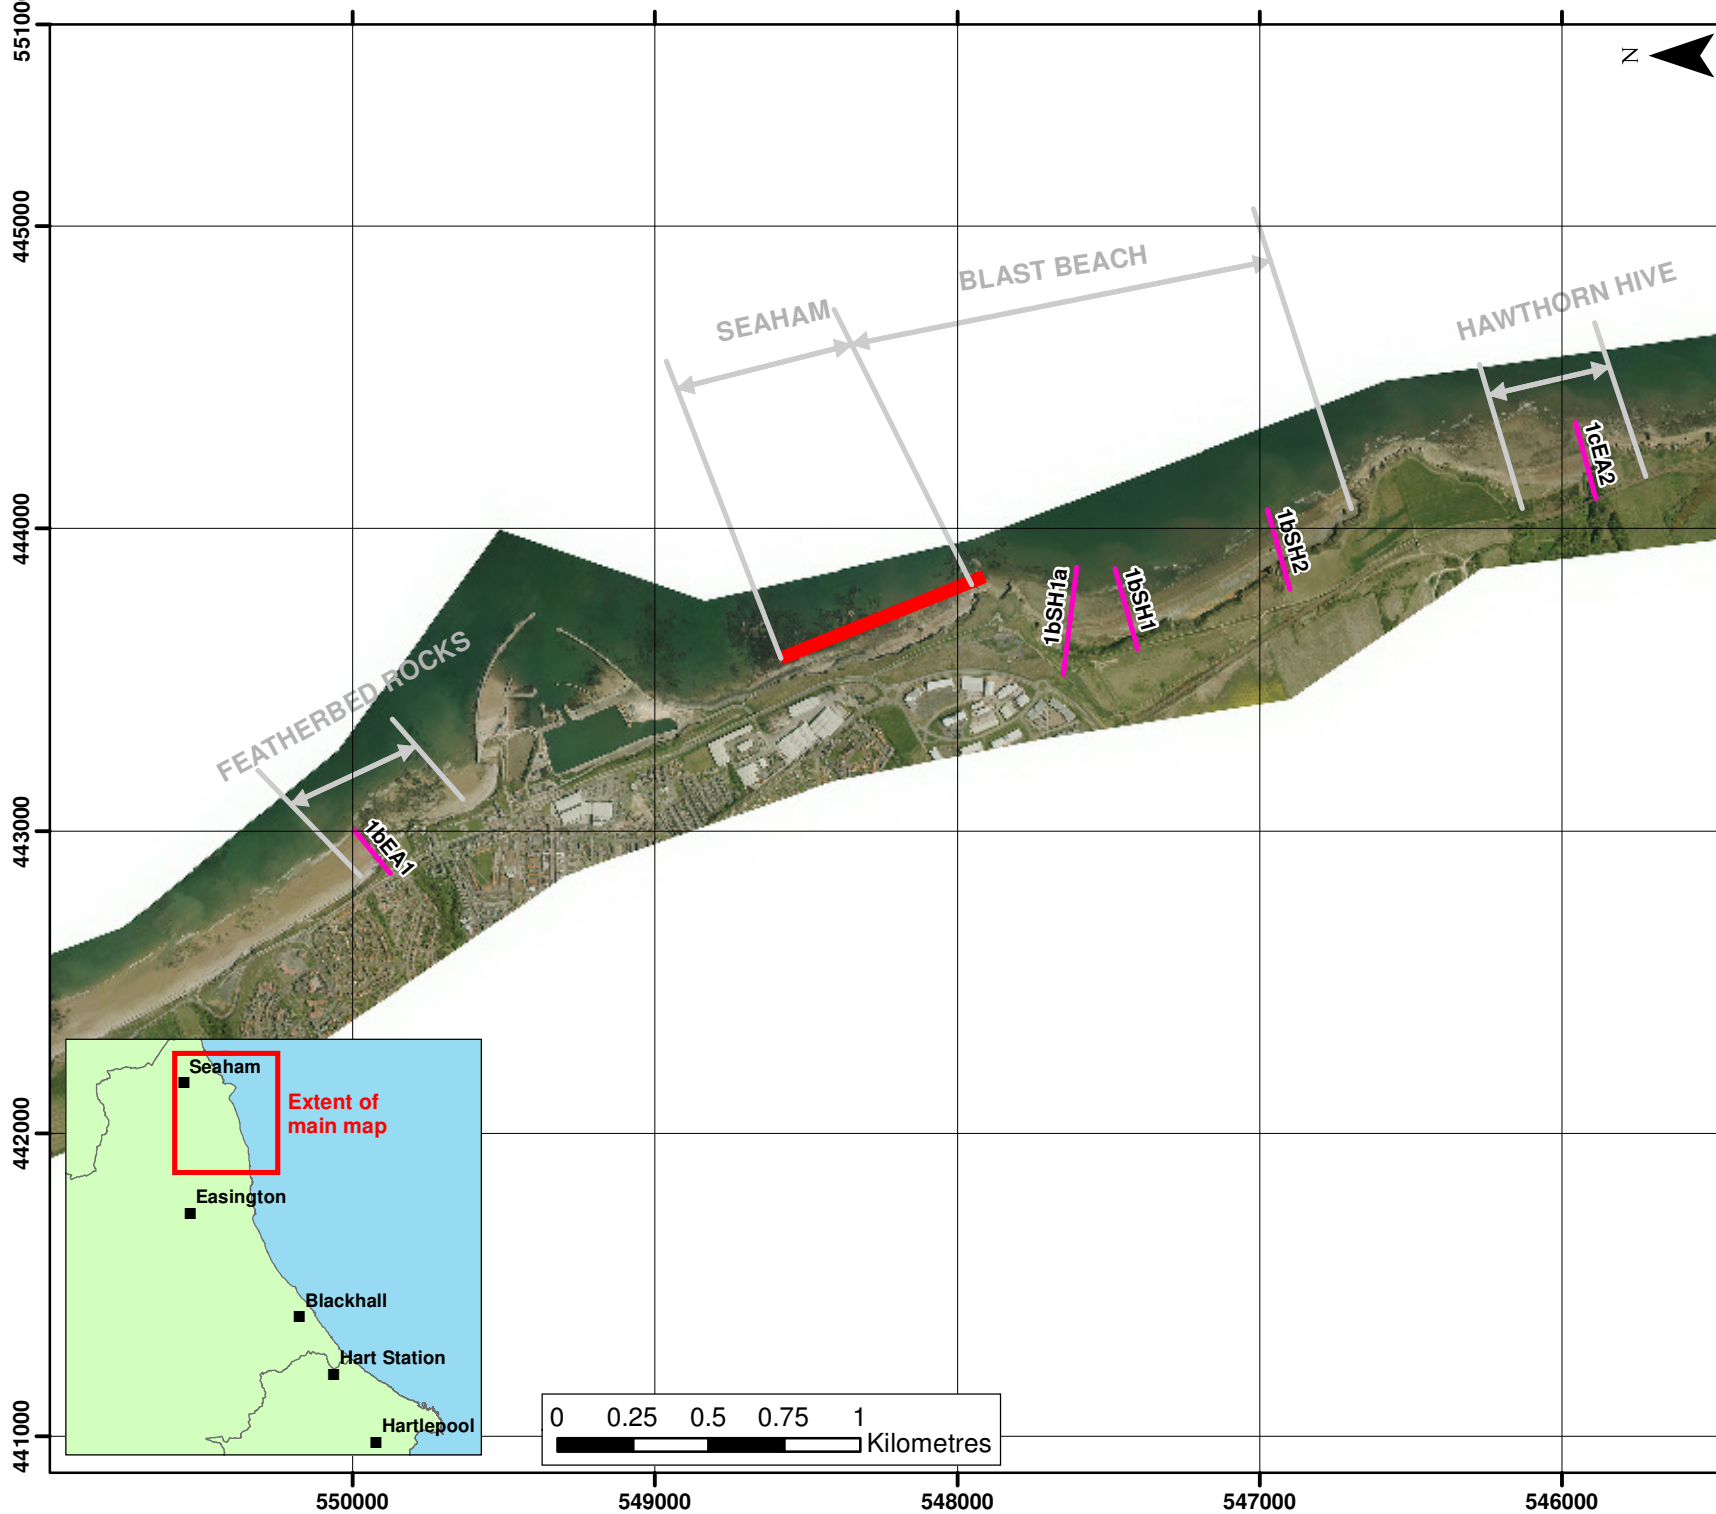 55100
N
445000
BLAST BEACH
SEAHAM
HAWTHORN HIVE
1cEA2
444000
1bSH2
1bSH1a
1bSH1
FEATHERBED ROCKS
443000
1bEA1
Seaham
Extent of
main map
442000
Easington
Blackhall
Hart Station
Hartlepool
441000
0 0.25 0.5 0.75 1
Kilometres
550000 549000 548000 547000 546000